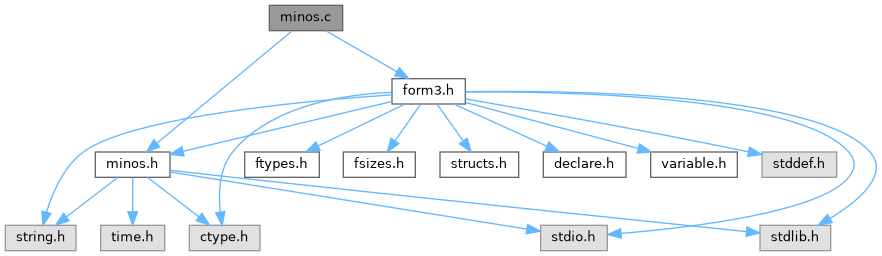 minos.c
form3.h
minos.h
ftypes.h
fsizes.h
structs.h
declare.h
variable.h
stddef.h
string.h
time.h
ctype.h
stdio.h
stdlib.h